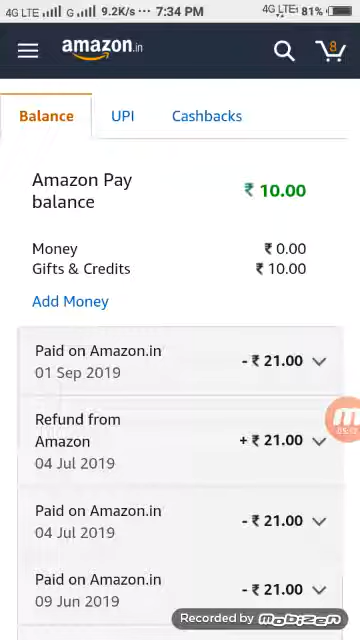 4G LTE G 9.2K/s ··· 7:34 PM 4G LTE 81%
amazon.in 8
Balance UPI Cashbacks
Amazon Pay ₹ 10.00
balance
Money ₹ 0.00
Gifts & Credits ₹ 10.00
Add Money
Paid on Amazon.in - ₹ 21.00
01 Sep 2019
Refund from
Amazon + ₹ 21.00
04 Jul 2019
Paid on Amazon.in - ₹ 21.00
04 Jul 2019
Paid on Amazon.in - ₹ 21.00
09 Jun 2019
Recorded by mobizen